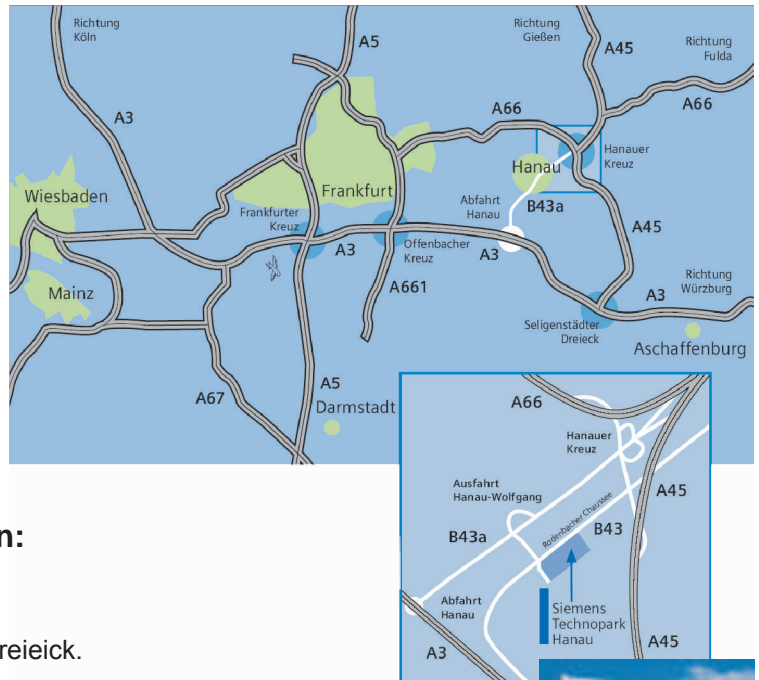 Richtung
Köln
A5
Richtung
Gießen
A45
Richtung
Fulda
A3
A66
A66
Hanauer
Kreuz
Hanau
Wiesbaden
Frankfurt
Abfahrt
Hanau
B43a
Frankfurter
Kreuz
A45
A3
Offenbacher
Kreuz
A3
Richtung
Würzburg
Mainz
A661
A3
Seligenstädter
Dreieck
Aschaffenburg
A67
A5
Darmstadt
A66
Hanauer
Kreuz
Ausfahrt
Hanau-Wolfgang
A45
Rodenbacher Chaussee
B43a
B43
Abfahrt
Hanau
Siemens
Technopark
Hanau
A3
A45
n:
reieick.